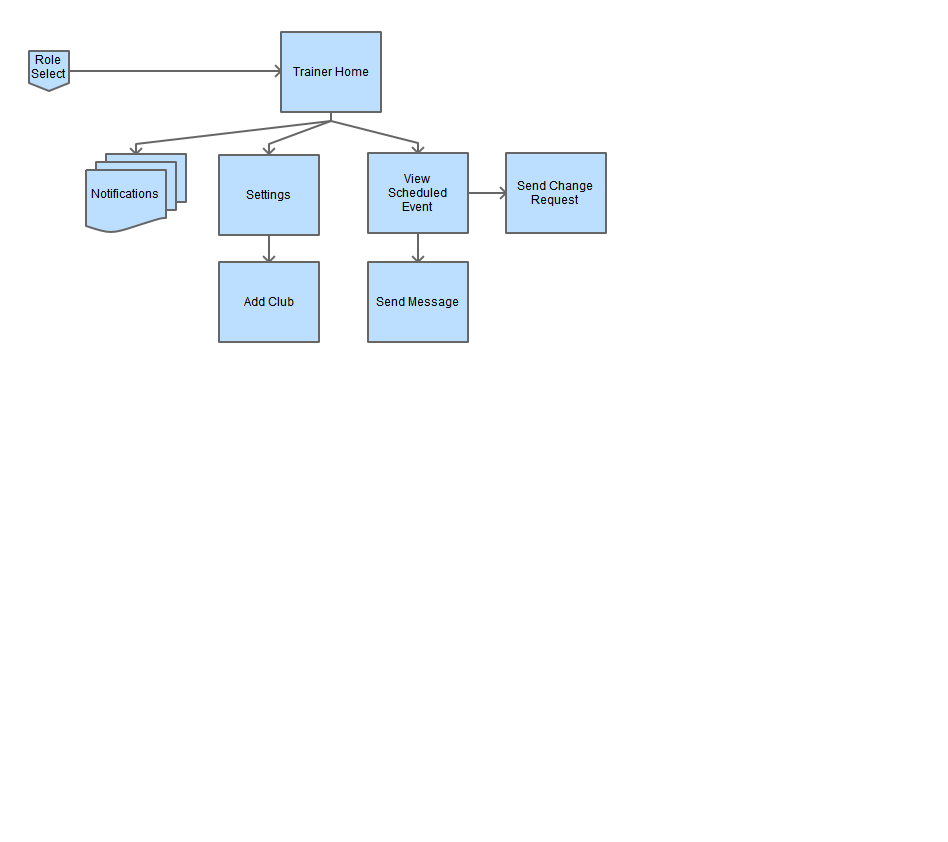 Role
Select
Trainer Home
Notifications
Settings
View
Scheduled
Event
Send Change
Request
Add Club
Send Message